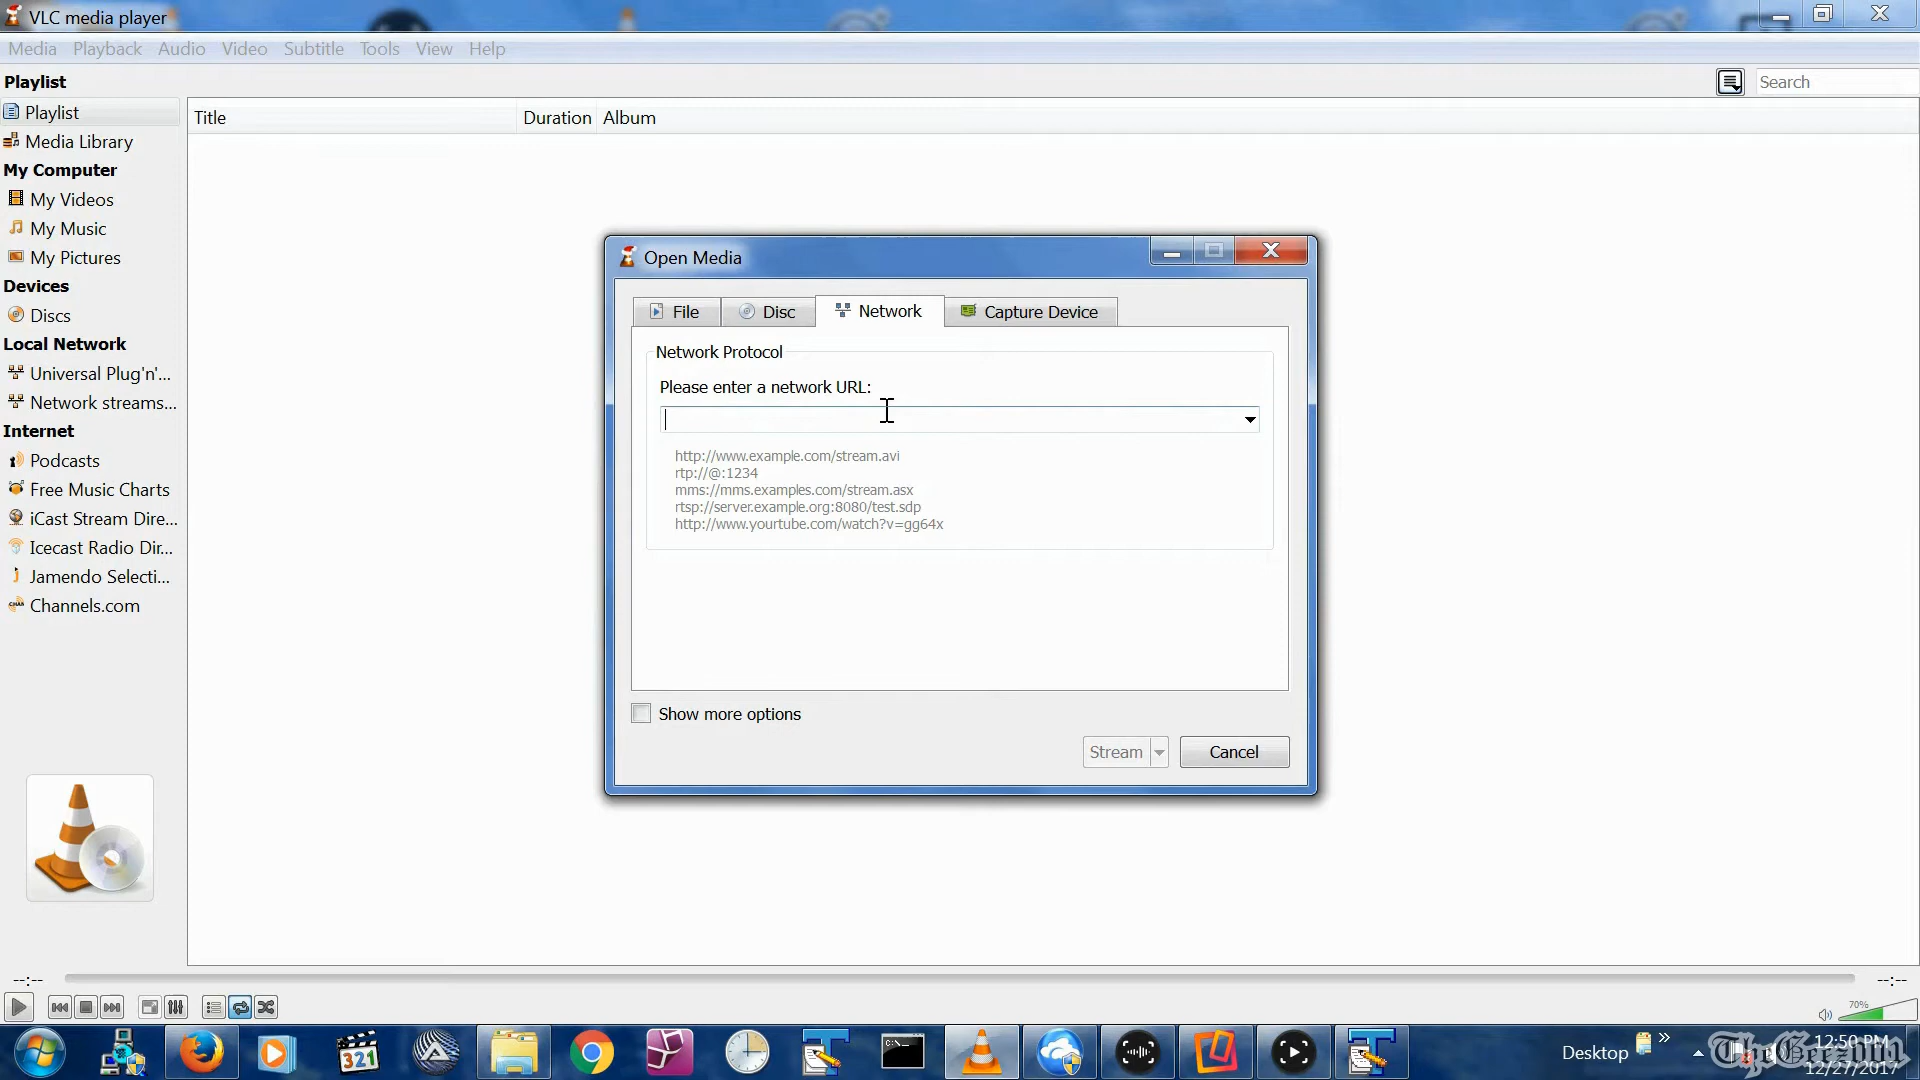 VLC media player
Media Playback Audio Video Subtitle Tools View Help
Playlist
Search
Playlist
Media Library
My Computer
My Videos
My Music
My Pictures
Devices
Discs
Local Network
Universal Plug'n'...
Network streams...
Internet
Podcasts
Free Music Charts
iCast Stream Dire...
Icecast Radio Dir...
Jamendo Selecti...
Channels.com
Title Duration Album
Open Media
File Disc Network Capture Device
Network Protocol
Please enter a network URL:
http://www.example.com/stream.avi
rtp://@:1234
mms://mms.examples.com/stream.asx
rtsp://server.example.org:8080/test.sdp
http://www.yourtube.com/watch?v=gg64x
Show more options
Stream Cancel
--:-- --:--
70%
321
C:\
Desktop
12:50 PM
12/27/2017